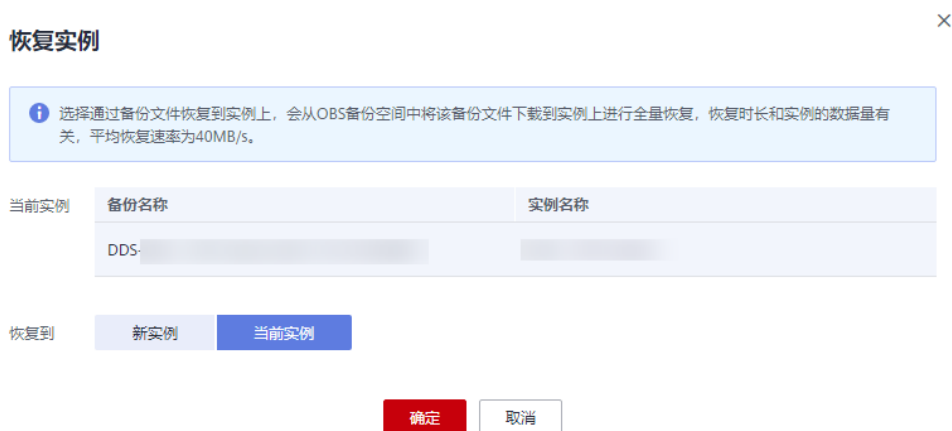 恢复实例
选择通过备份文件恢复到实例上，会从OBS备份空间中将该备份文件下载到实例上进行全量恢复，恢复时长和实例的数据量有
关，平均恢复速率为40MB/s。
当前实例 备份名称 实例名称
DDS-
恢复到 新实例 当前实例
确定 取消